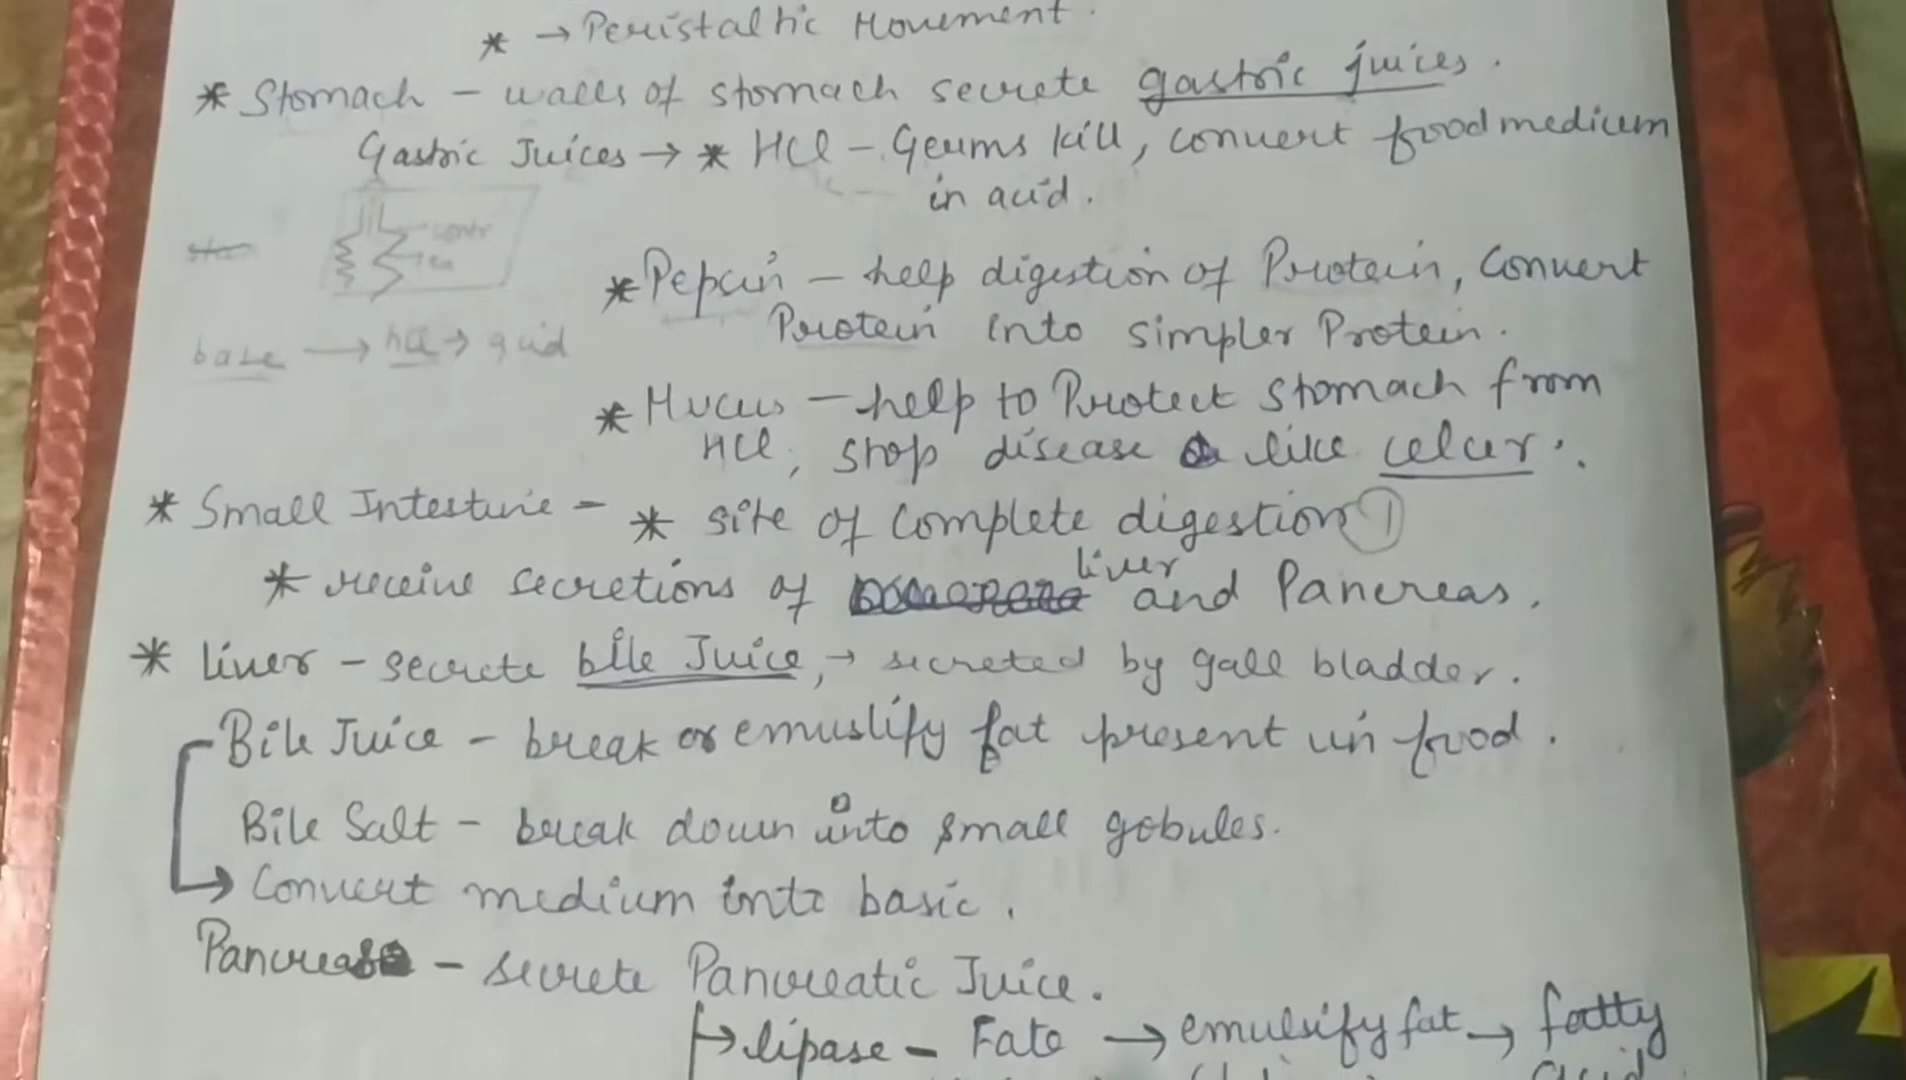 * → Peristaltic Movement.
* Stomach - walls of stomach secrete gastric juices.
Gastric Juices → * HCl - Germs kill, convert food medium
in acid.
* Pepsin - help digestion of Protein, Convert
Protein into simpler Protein.
base → hcl → acid
* Mucus - help to Protect stomach from
HCl, stop disease like ulcer.
* Small Intestine - * site of complete digestion ①
* receive secretions of liver and Pancreas.
* liver - secrete bile Juice, → secreted by gall bladder.
Bile Juice - break or emuslify fat present in food.
Bile Salt - break down into small gobules.
→ Convert medium into basic.
Pancreas - secrete Pancreatic Juice.
→ lipase - Fats → emulsify fat → fatty